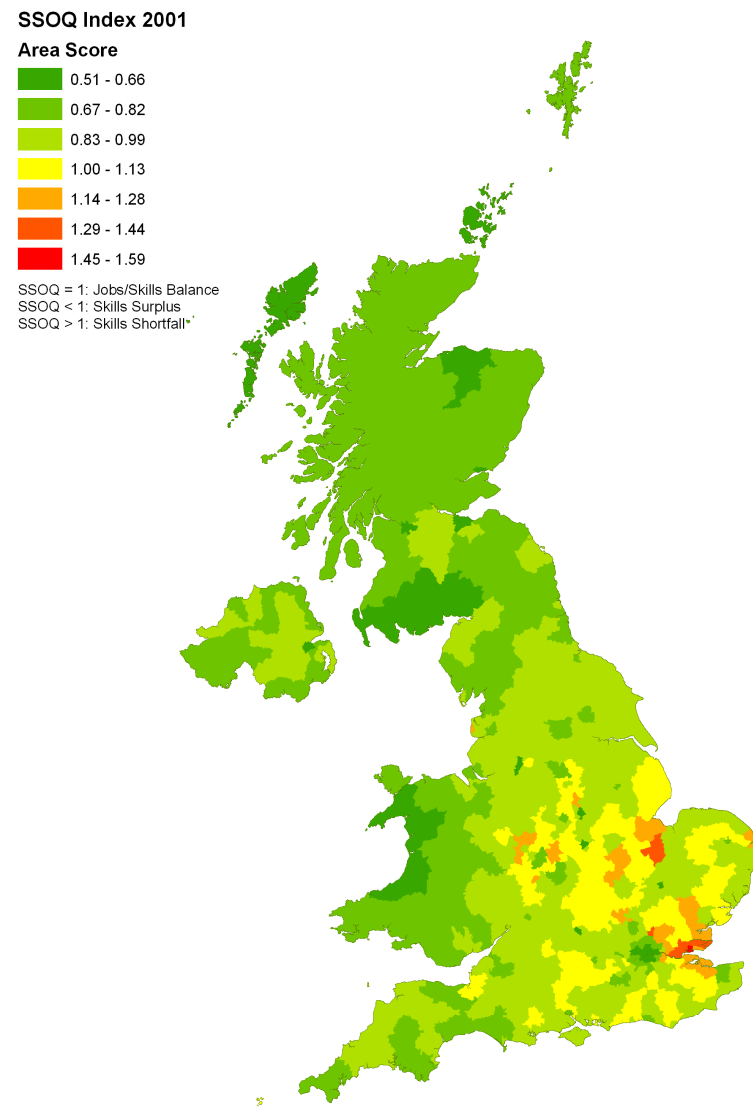 SSOQ Index 2001
Area Score
0.51 - 0.66
0.67 - 0.82
0.83 - 0.99
1.00 - 1.13
1.14 - 1.28
1.29 - 1.44
1.45 - 1.59
SSOQ = 1: Jobs/Skills Balance
SSOQ < 1: Skills Surplus
SSOQ > 1: Skills Shortfall